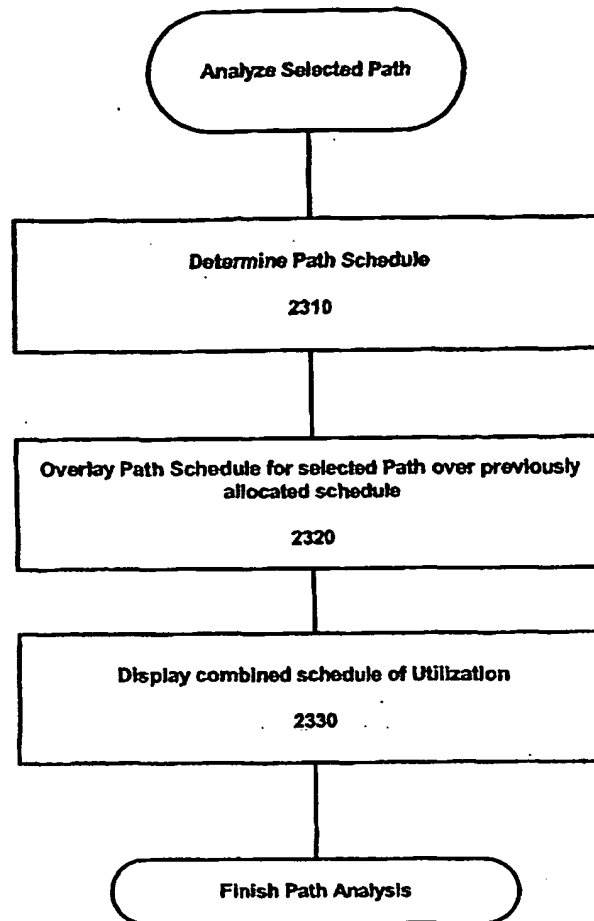 Analyze Selected Path
Determine Path Schedule
2310
Overlay Path Schedule for selected Path over previously
allocated schedule
2320
Display combined schedule of Utilization
2330
Finish Path Analysis